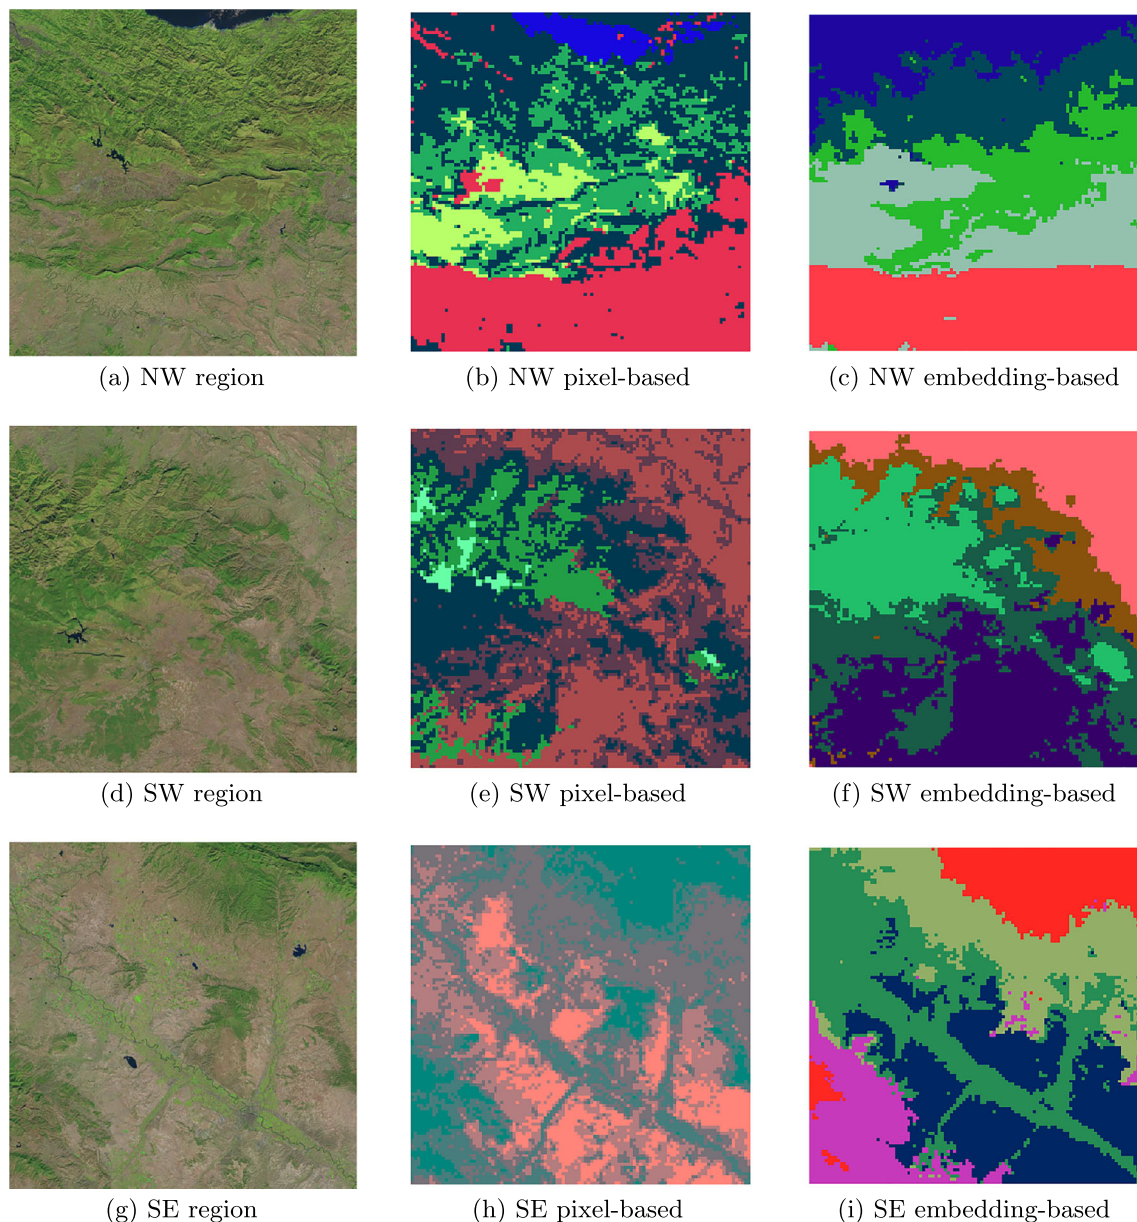 (a) NW region
(b) NW pixel-based
(c) NW embedding-based
(d) SW region
(e) SW pixel-based
(f) SW embedding-based
(g) SE region
(h) SE pixel-based
(i) SE embedding-based